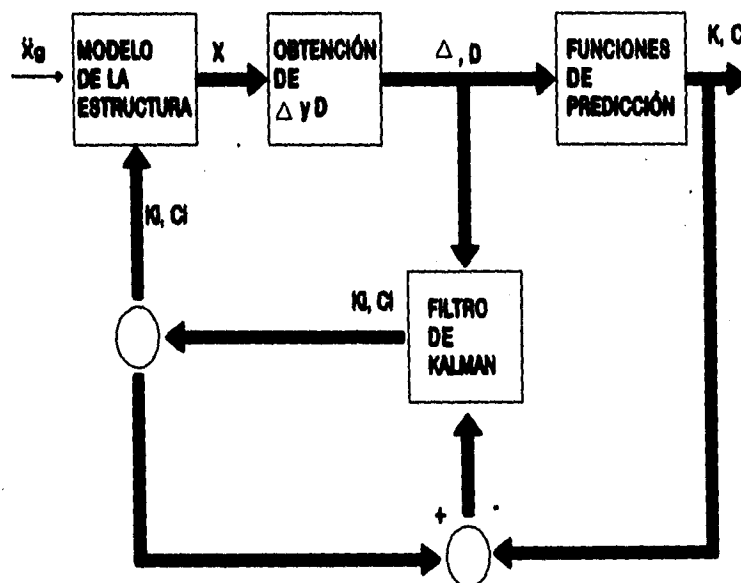 Ẍg
MODELO
DE LA
ESTRUCTURA
X
OBTENCIÓN
DE
Δ y D
Δ, D
FUNCIONES
DE
PREDICCIÓN
K, C
Ki, Ci
Ki, Ci
FILTRO
DE
KALMAN
+
-